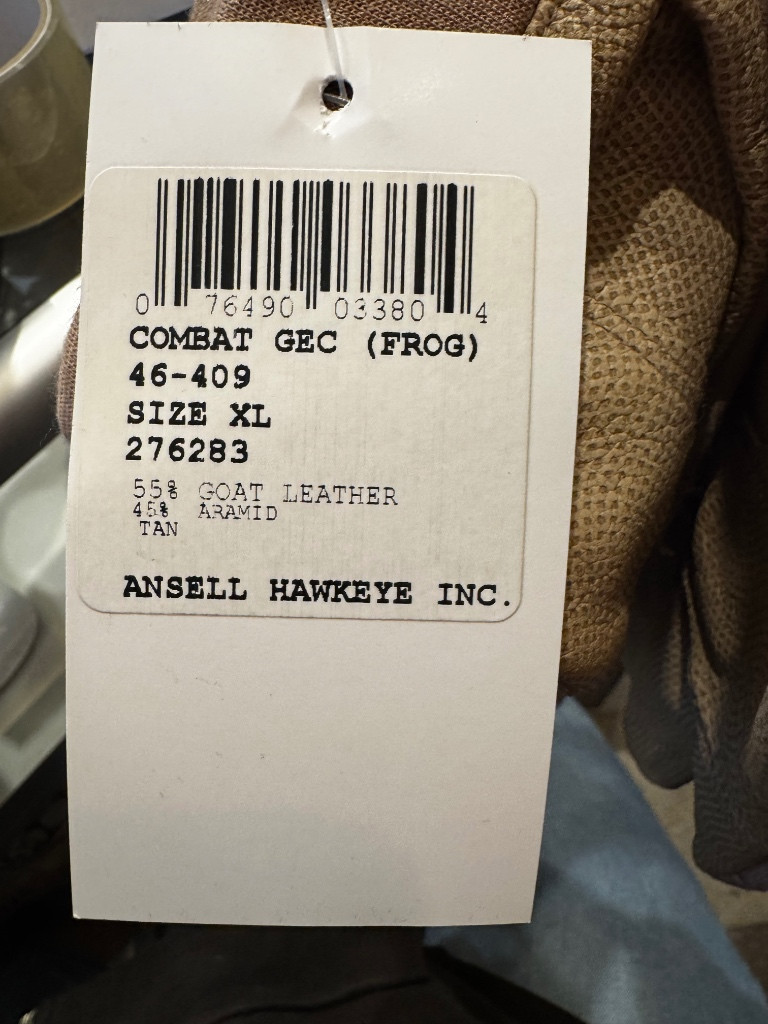 0 76490 03380 4
COMBAT GEC (FROG)
46-409
SIZE XL
276283
55% GOAT LEATHER
45% ARAMID
TAN
ANSELL HAWKEYE INC.